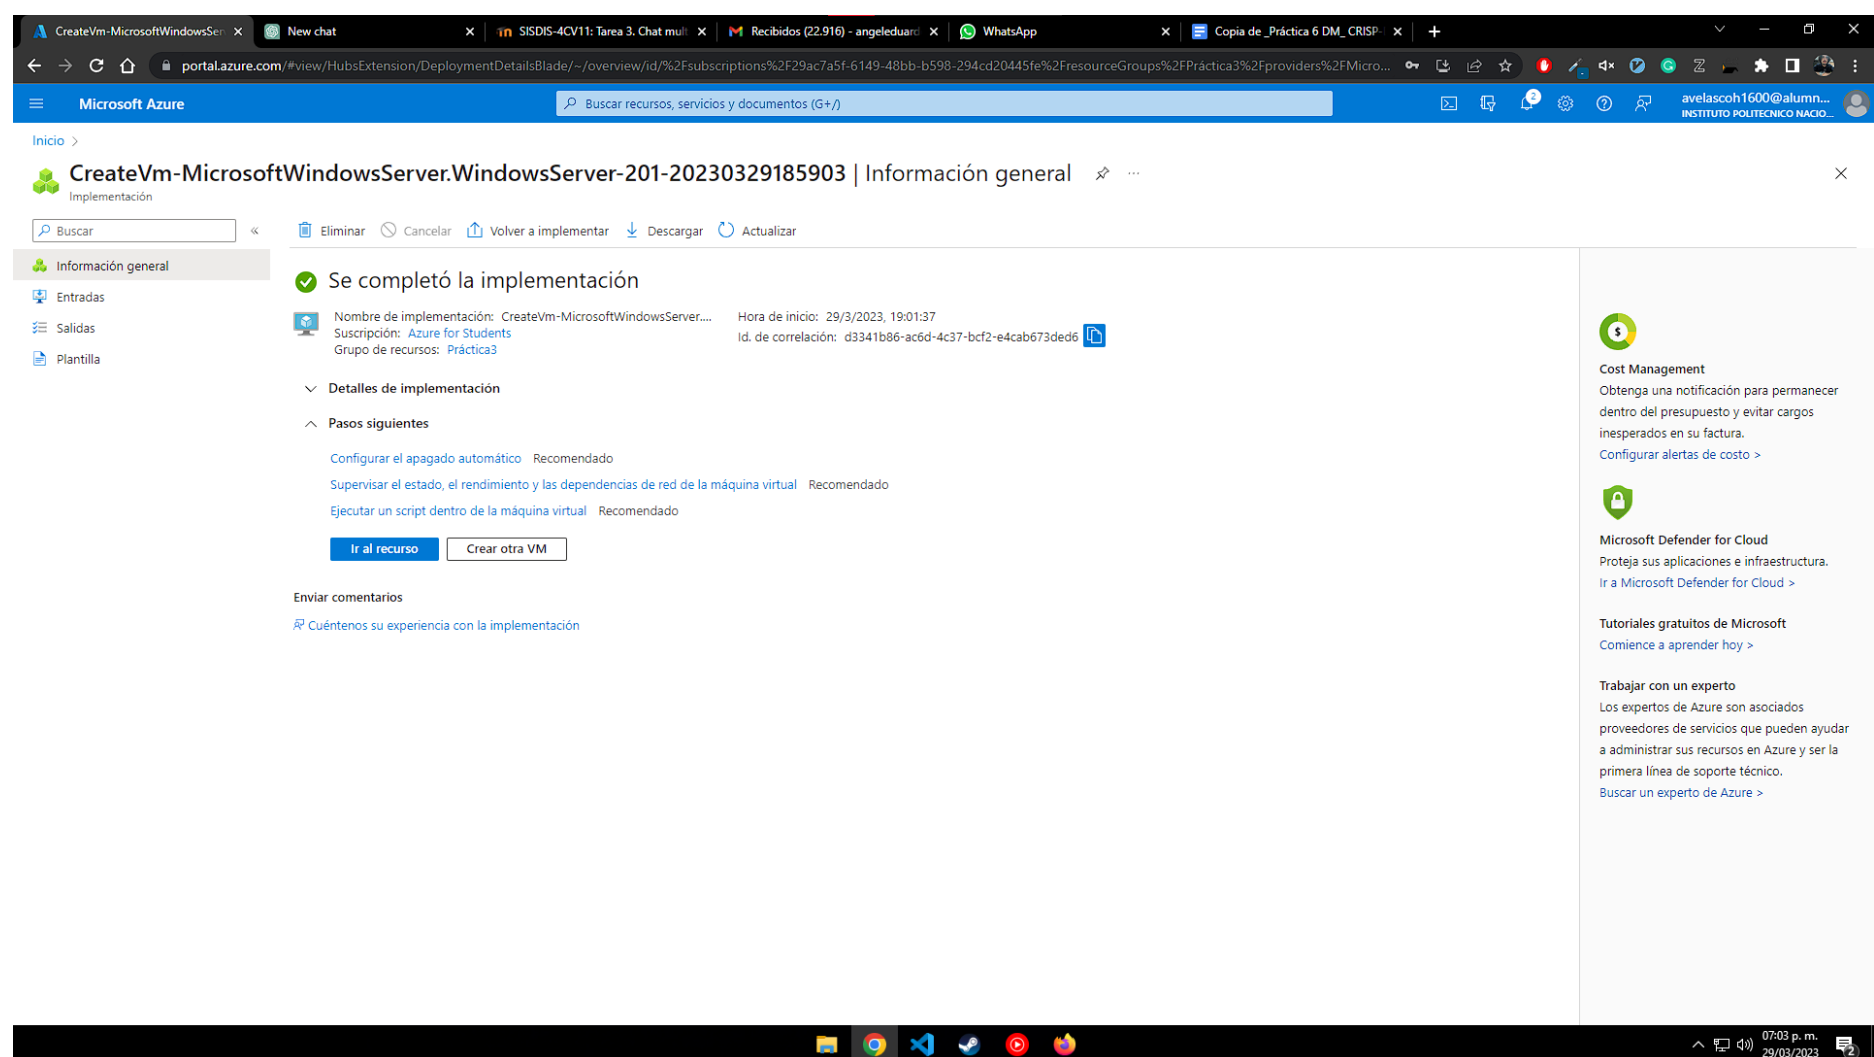 CreateVm-MicrosoftWindowsSer
New chat
SISDIS-4CV11: Tarea 3. Chat mult
Recibidos (22.916) - angeleduard
WhatsApp
Copia de _Práctica 6 DM_ CRISP-
portal.azure.com/#view/HubsExtension/DeploymentDetailsBlade/~/overview/id/%2Fsubscriptions%2F29ac7a5f-6149-48bb-b598-294cd20445fe%2FresourceGroups%2FPráctica3%2Fproviders%2FMicro...
Microsoft Azure
Buscar recursos, servicios y documentos (G+/)
2
avelascoh1600@alumn...
INSTITUTO POLITECNICO NACIO...
Inicio >
CreateVm-MicrosoftWindowsServer.WindowsServer-201-20230329185903 | Información general
Implementación
Buscar
Información general
Entradas
Salidas
Plantilla
Eliminar
Cancelar
Volver a implementar
Descargar
Actualizar
Se completó la implementación
Nombre de implementación: CreateVm-MicrosoftWindowsServer....
Suscripción: Azure for Students
Grupo de recursos: Práctica3
Hora de inicio: 29/3/2023, 19:01:37
Id. de correlación: d3341b86-ac6d-4c37-bcf2-e4cab673ded6
Detalles de implementación
Pasos siguientes
Configurar el apagado automático Recomendado
Supervisar el estado, el rendimiento y las dependencias de red de la máquina virtual Recomendado
Ejecutar un script dentro de la máquina virtual Recomendado
Ir al recurso
Crear otra VM
Enviar comentarios
Cuéntenos su experiencia con la implementación
Cost Management
Obtenga una notificación para permanecer
dentro del presupuesto y evitar cargos
inesperados en su factura.
Configurar alertas de costo >
Microsoft Defender for Cloud
Proteja sus aplicaciones e infraestructura.
Ir a Microsoft Defender for Cloud >
Tutoriales gratuitos de Microsoft
Comience a aprender hoy >
Trabajar con un experto
Los expertos de Azure son asociados
proveedores de servicios que pueden ayudar
a administrar sus recursos en Azure y ser la
primera línea de soporte técnico.
Buscar un experto de Azure >
07:03 p. m.
29/03/2023
2